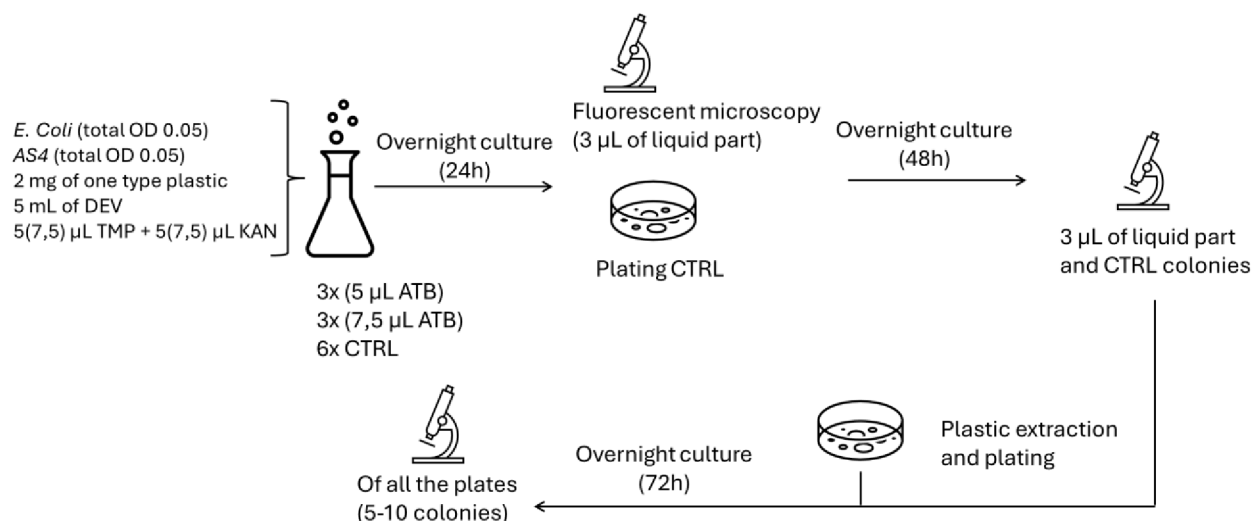 E. Coli (total OD 0.05)
AS4 (total OD 0.05)
2 mg of one type plastic
5 mL of DEV
5(7,5) µL TMP + 5(7,5) µL KAN
3x (5 µL ATB)
3x (7,5 µL ATB)
6x CTRL
Overnight culture
(24h)
Fluorescent microscopy
(3 µL of liquid part)
Plating CTRL
Overnight culture
(48h)
3 µL of liquid part
and CTRL colonies
Plastic extraction
and plating
Overnight culture
(72h)
Of all the plates
(5-10 colonies)